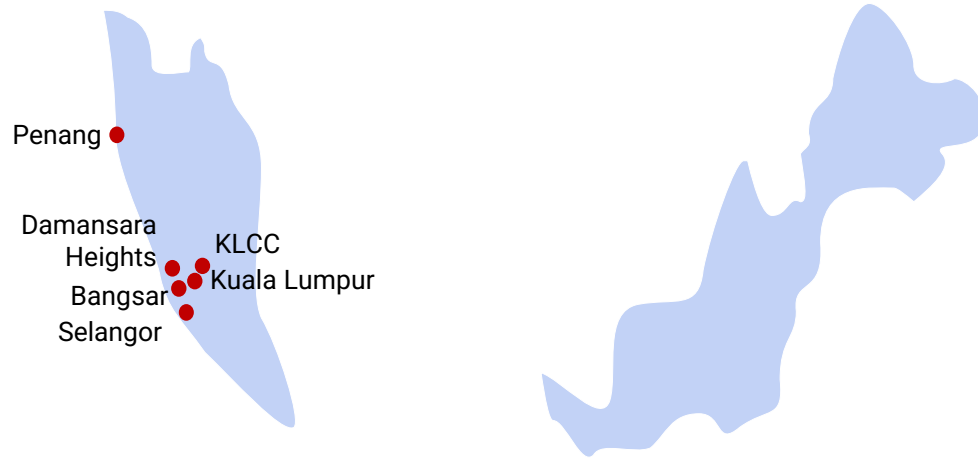 Penang
Damansara
Heights
KLCC
Kuala Lumpur
Bangsar
Selangor